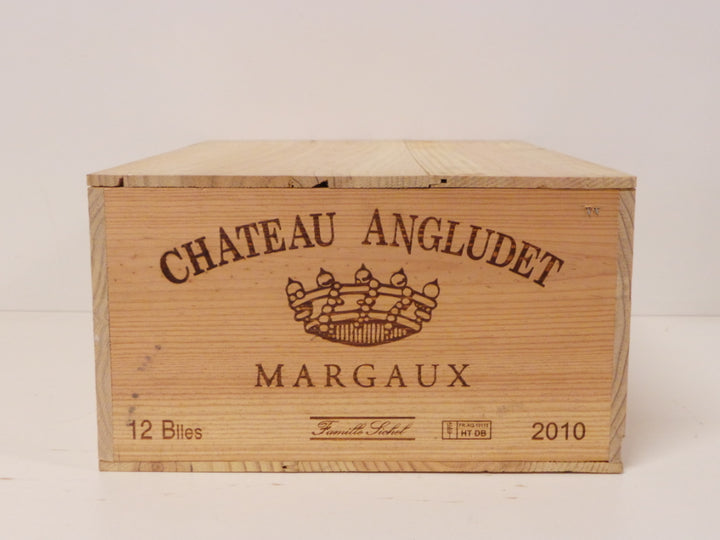 CHATEAU ANGLUDET
MARGAUX
12 Blles
Famille Sichel
HT DB
2010